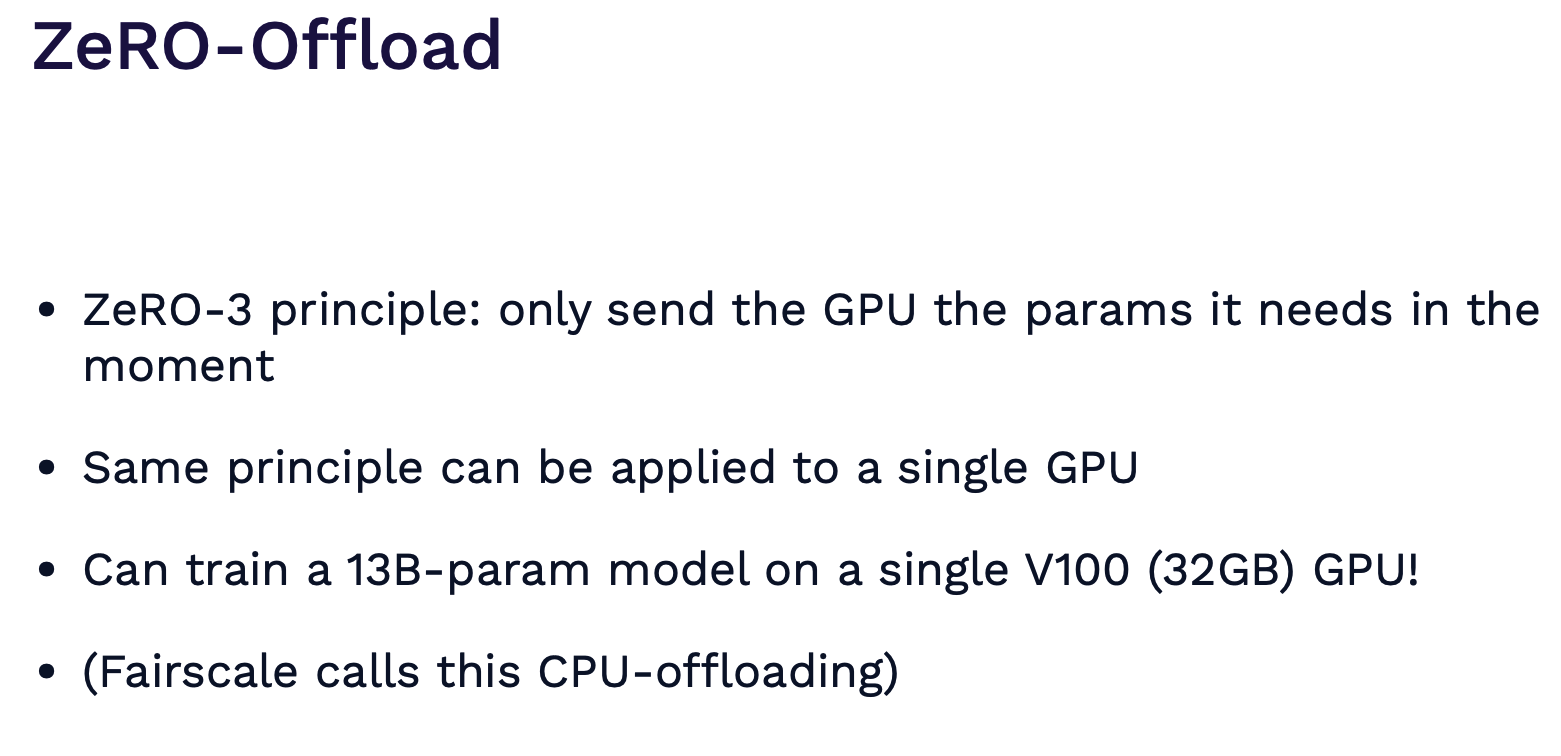 ZeRO-Offload
• ZeRO-3 principle: only send the GPU the params it needs in the
moment
• Same principle can be applied to a single GPU
• Can train a 13B-param model on a single V100 (32GB) GPU!
• (Fairscale calls this CPU-offloading)